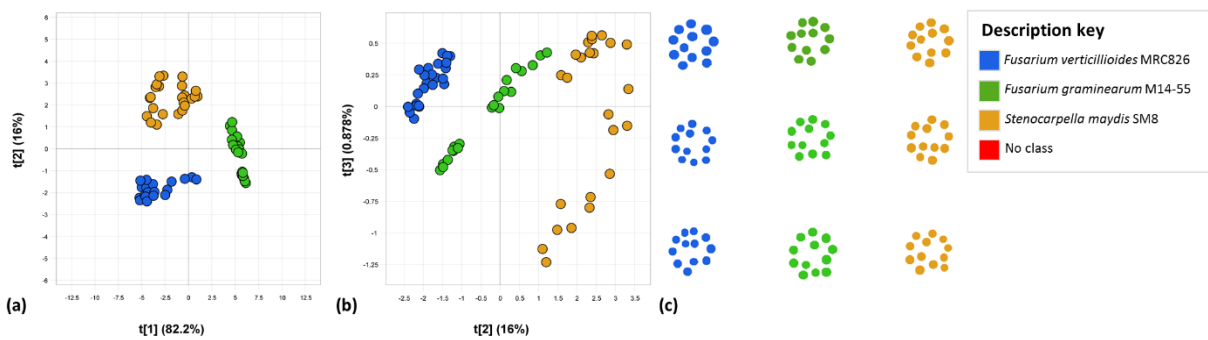 6
5
4
3
2
1
0
-1
-2
-3
-4
-5
-6
t[2] (16%)
-12.5 -10 -7.5 -5 -2.5 0 2.5 5 7.5 10 12.5
t[1] (82.2%)
(a)
0.5
0.25
0
-0.25
-0.5
-0.75
-1
-1.25
t[3] (0.878%)
-2.5 -2 -1.5 -1 -0.5 0 0.5 1 1.5 2 2.5 3 3.5
t[2] (16%)
(b)
(c)
Description key
Fusarium verticillioides MRC826
Fusarium graminearum M14-55
Stenocarpella maydis SM8
No class